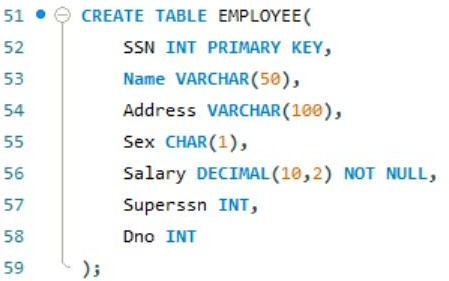 51 CREATE TABLE EMPLOYEE(
52 SSN INT PRIMARY KEY,
53 Name VARCHAR(50),
54 Address VARCHAR(100),
55 Sex CHAR(1),
56 Salary DECIMAL(10,2) NOT NULL,
57 Superssn INT,
58 Dno INT
59 );